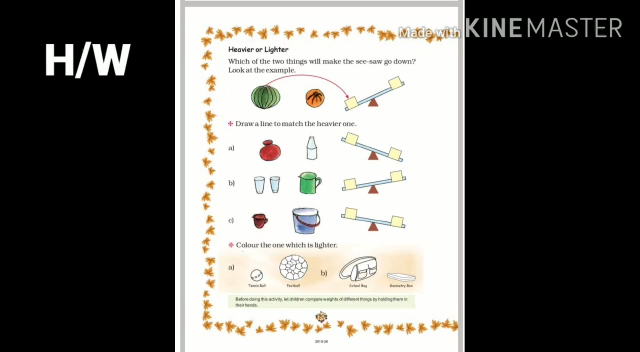 H/W
Made with KINEMASTER
Heavier or Lighter
Which of the two things will make the see-saw go down?
Look at the example.
Draw a line to match the heavier one.
a)
b)
c)
Colour the one which is lighter.
a)
b)
Tennis Ball
Football
School Bag
Geometry Box
Before doing this activity, let children compare weights of different things by holding them in
their hands.